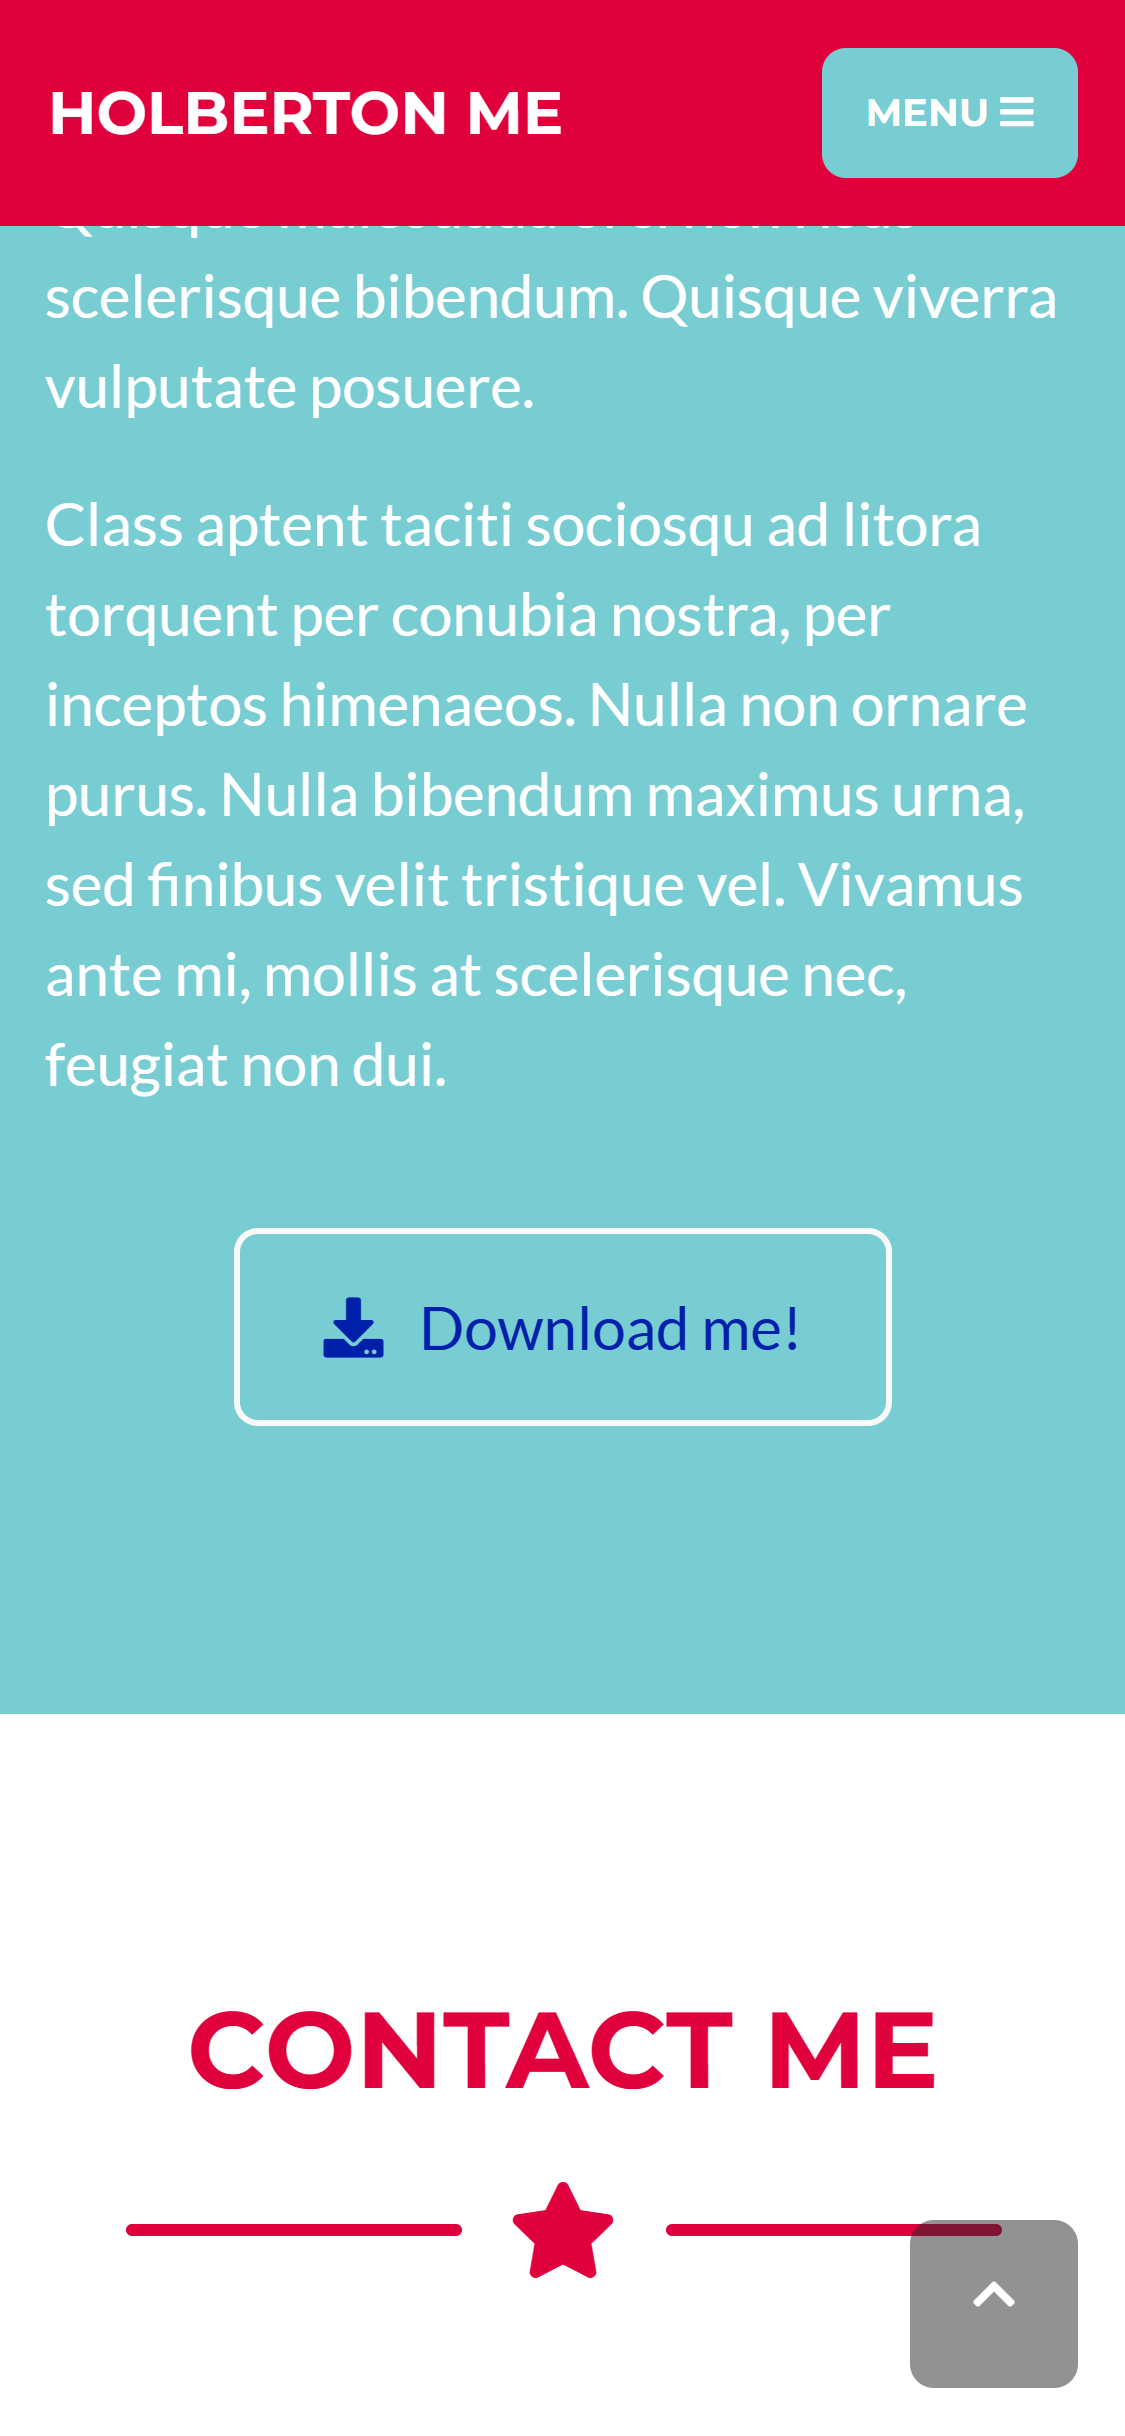 HOLBERTON ME
MENU
scelerisque bibendum. Quisque viverra
vulputate posuere.
Class aptent taciti sociosqu ad litora
torquent per conubia nostra, per
inceptos himenaeos. Nulla non ornare
purus. Nulla bibendum maximus urna,
sed finibus velit tristique vel. Vivamus
ante mi, mollis at scelerisque nec,
feugiat non dui.
Download me!
CONTACT ME